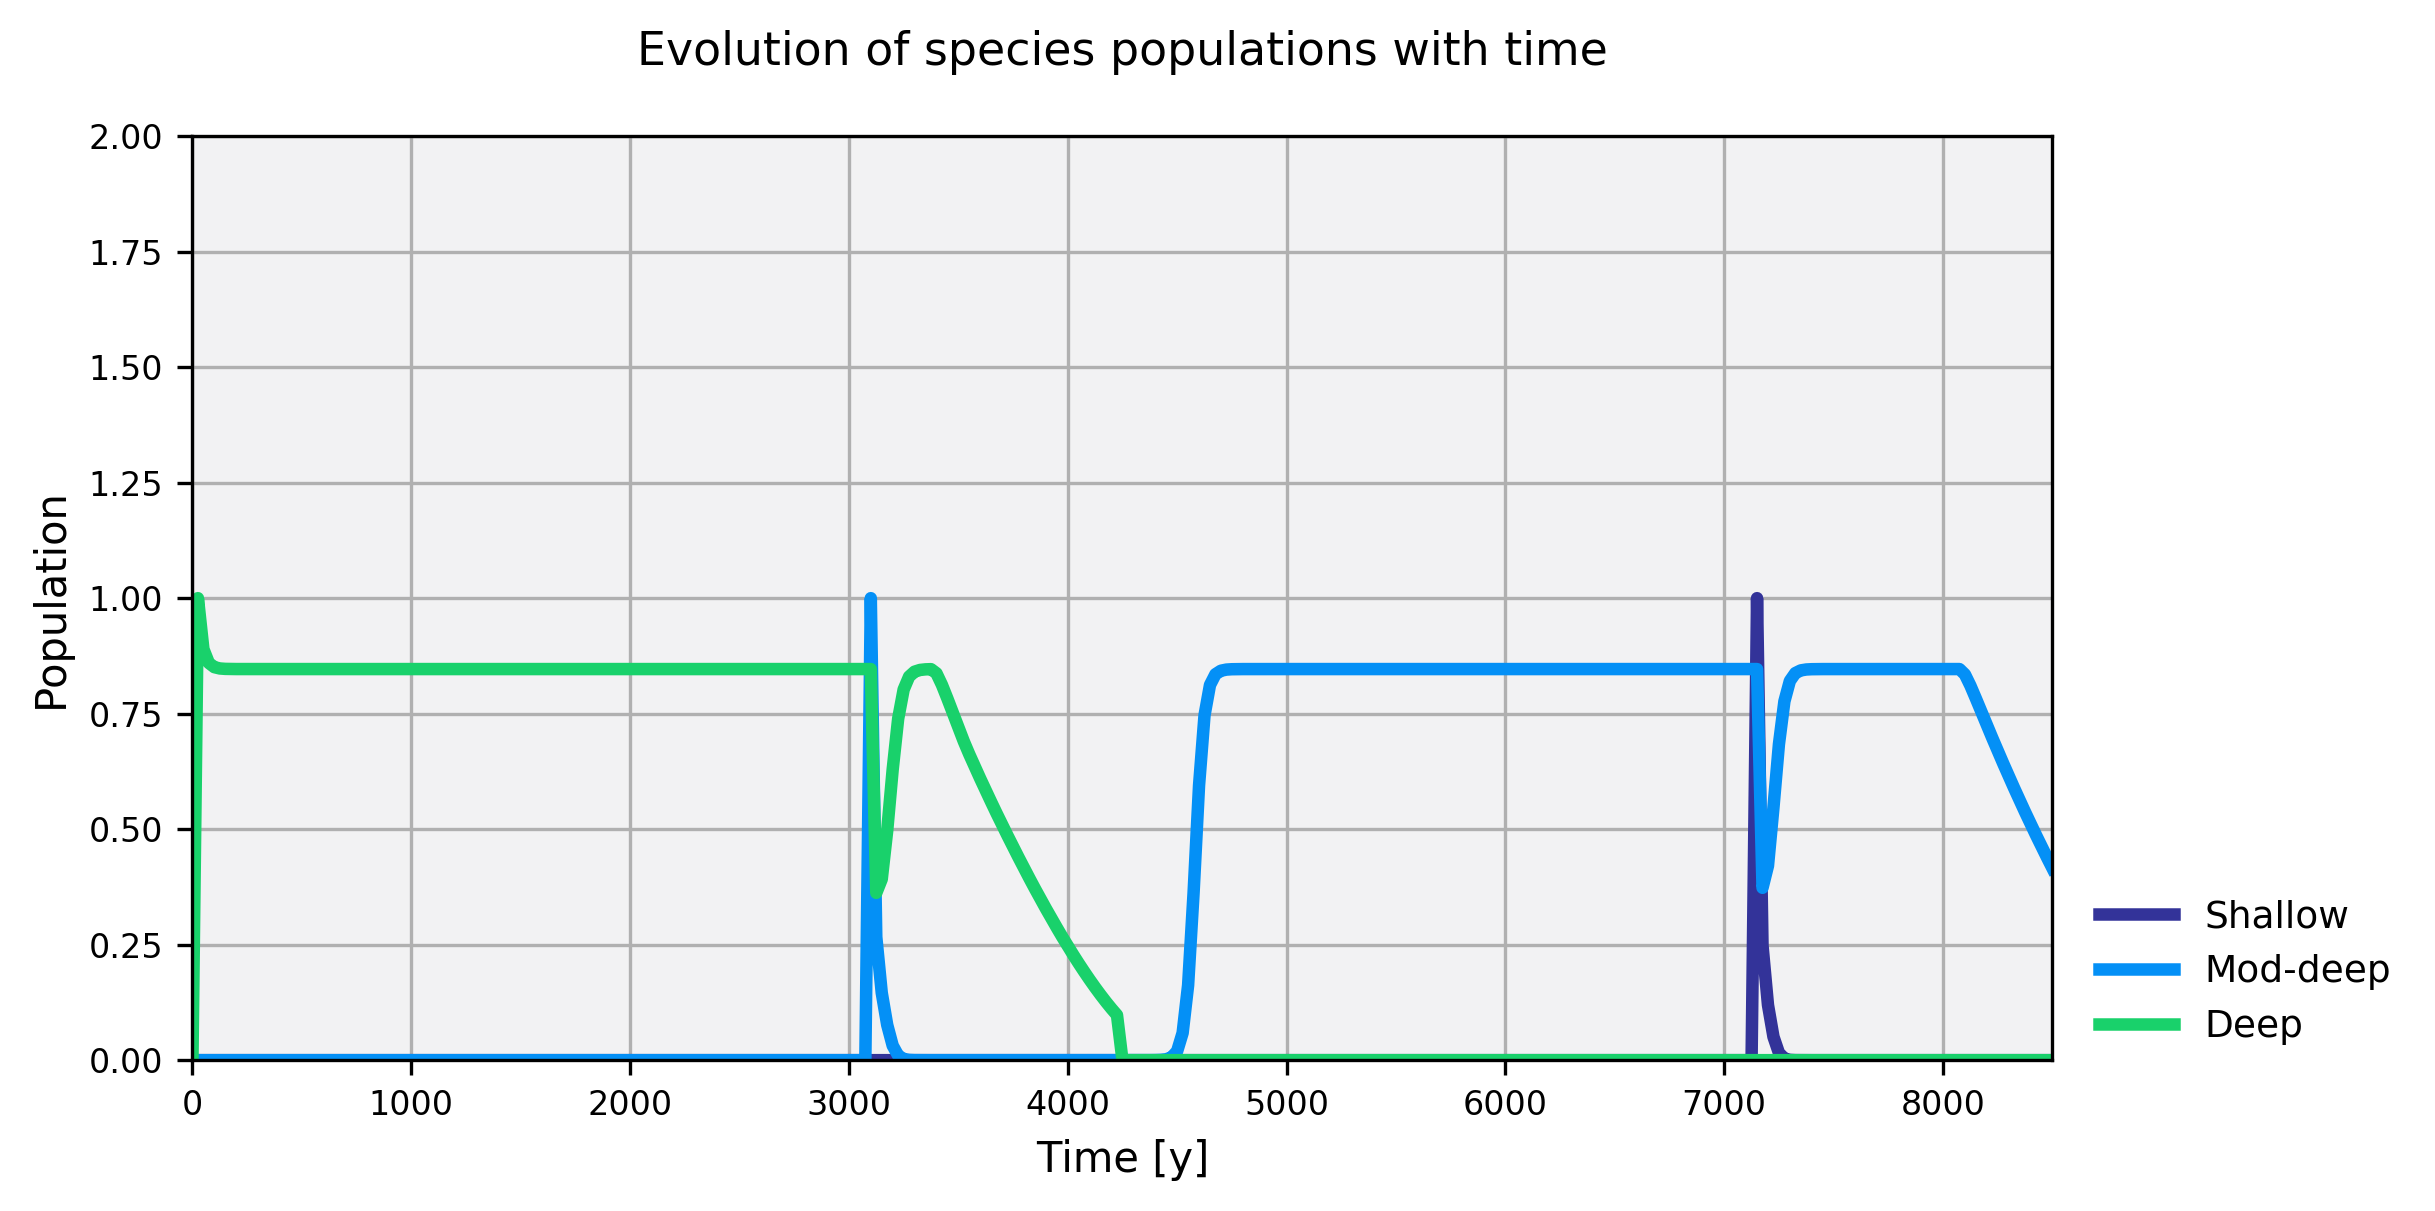 Evolution of species populations with time
2.00
1.75
1.50
1.25
1.00
0.75
0.50
0.25
0.00
Population
0 1000 2000 3000 4000 5000 6000 7000 8000
Time [y]
Shallow
Mod-deep
Deep